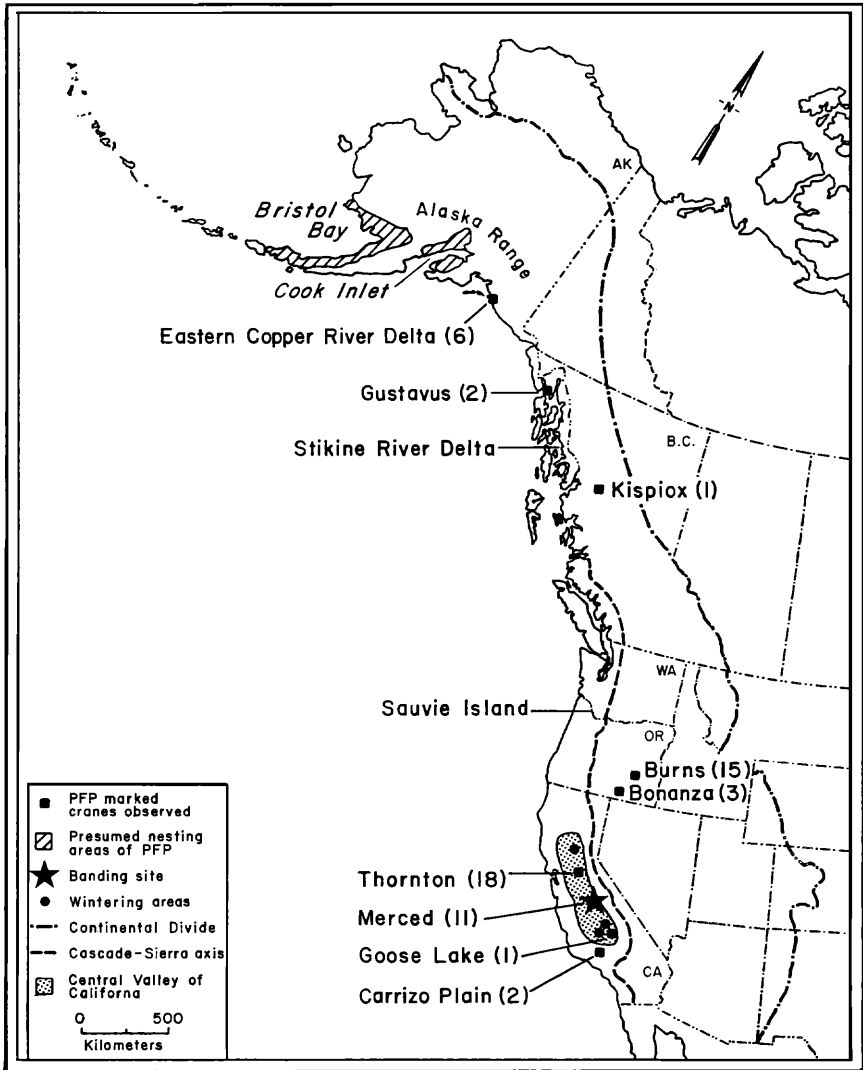 AK
N
Bristol
Bay
Alaska Range
Cook Inlet
Eastern Copper River Delta (6)
Gustavus (2)
Stikine River Delta
B.C.
Kispiox (1)
WA
Sauvie Island
OR
Burns (15)
Bonanza (3)
Thornton (18)
Merced (11)
Goose Lake (1)
Carrizo Plain (2)
CA
PFP marked
cranes observed
Presumed nesting
areas of PFP
Banding site
Wintering areas
Continental Divide
Cascade-Sierra axis
Central Valley of
Californa
0 500
Kilometers